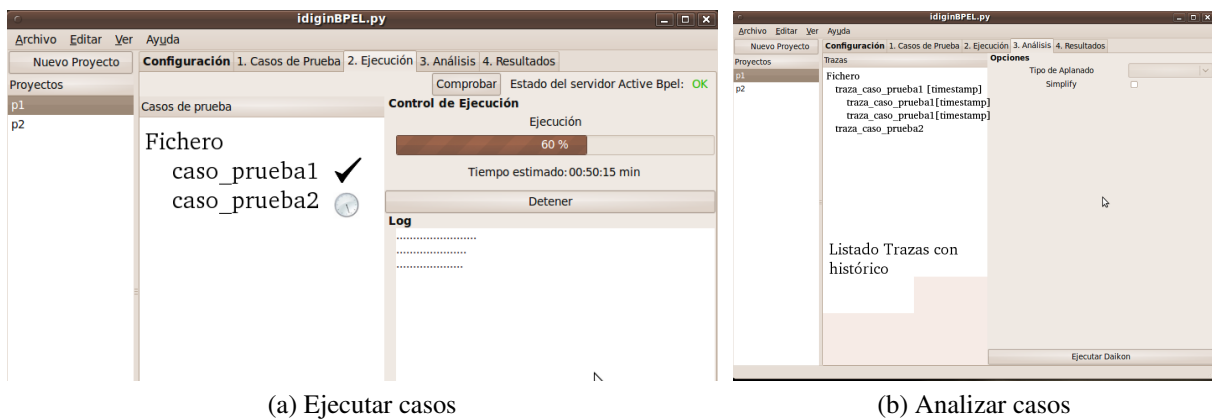 idiginBPEL.py
Archivo Editar Ver Ayuda
Nuevo Proyecto
Configuración 1. Casos de Prueba 2. Ejecución 3. Análisis 4. Resultados
Proyectos
p1
p2
Comprobar Estado del servidor Active Bpel: OK
Casos de prueba
Fichero
caso_prueba1
caso_prueba2
Control de Ejecución
Ejecución
60 %
Tiempo estimado: 00:50:15 min
Detener
Log
.......................
.....................
....................
(a) Ejecutar casos
idiginBPEL.py
Archivo Editar Ver Ayuda
Nuevo Proyecto
Configuración 1. Casos de Prueba 2. Ejecución 3. Análisis 4. Resultados
Proyectos
p1
p2
Trazas
Fichero
traza_caso_prueba1 [timestamp]
traza_caso_prueba1[timestamp]
traza_caso_prueba1[timestamp]
traza_caso_prueba2
Listado Trazas con
histórico
Opciones
Tipo de Aplanado
Simplify
Ejecutar Daikon
(b) Analizar casos